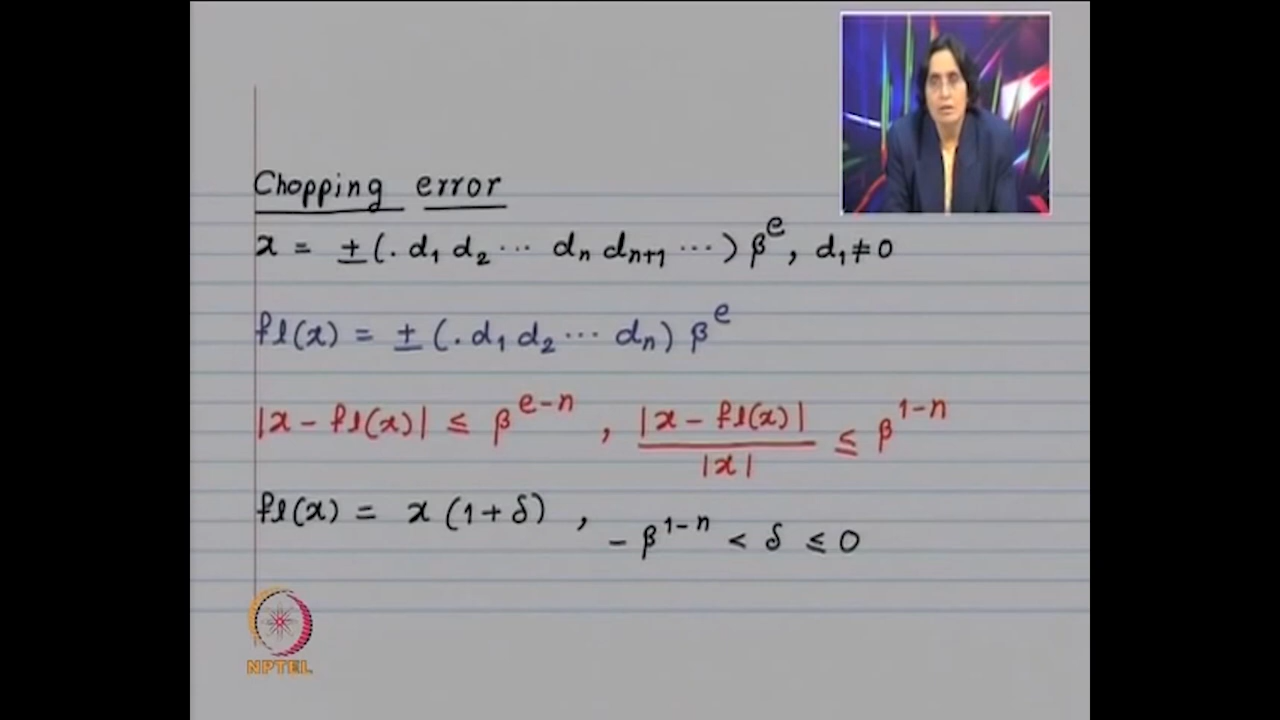 Chopping error
x = ± (. d₁ d₂ ··· dₙ dₙ₊₁ ···) β^e, d₁ ≠ 0
fl(x) = ± (. d₁ d₂ ··· dₙ) β^e
|x - fl(x)| ≤ β^(e-n) , |x - fl(x)| / |x| ≤ β^(1-n)
fl(x) = x (1 + δ) , - β^(1-n) < δ ≤ 0
NPTEL